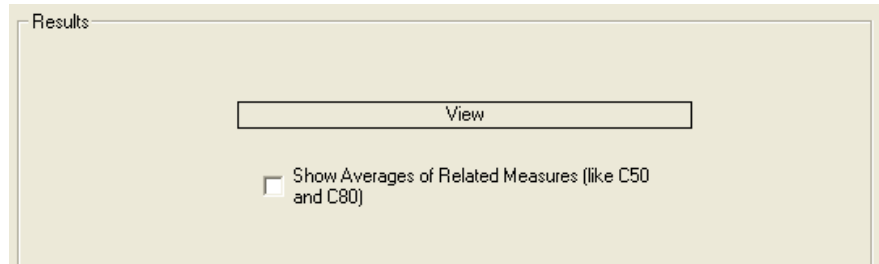 Results
View
Show Averages of Related Measures (like C50
and C80)